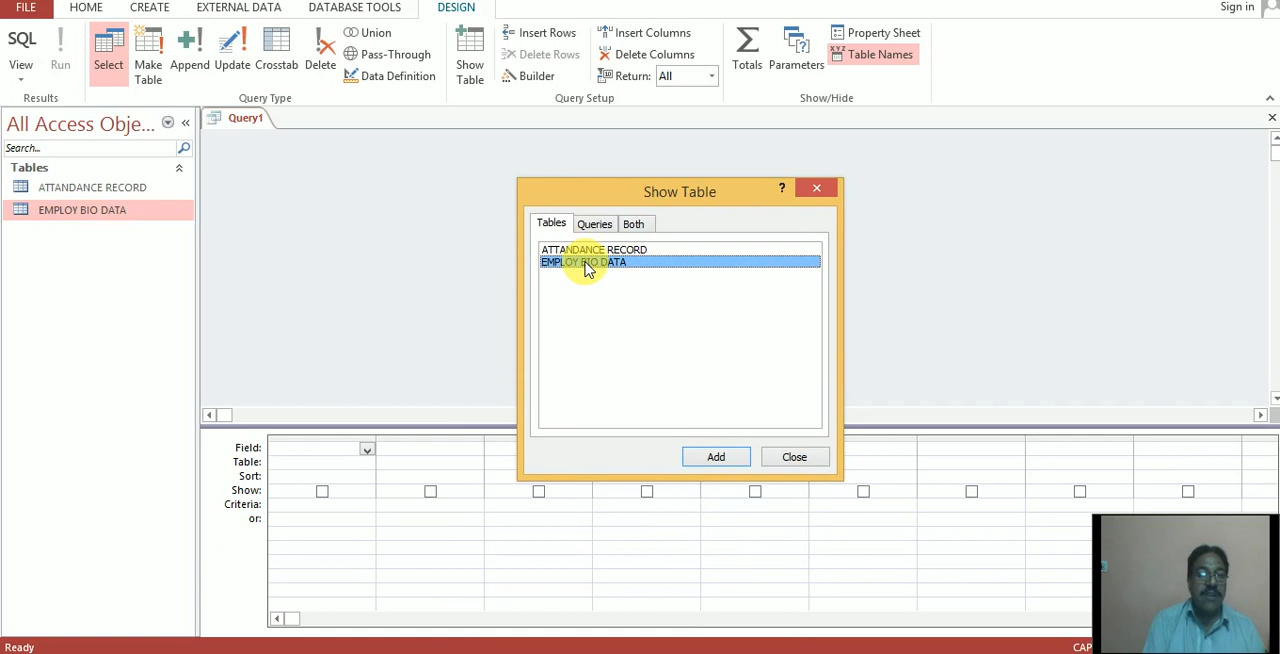 FILE HOME CREATE EXTERNAL DATA DATABASE TOOLS DESIGN Sign in
SQL
View
Run
Select
Make
Table
Append
Update
Crosstab
Delete
Union
Pass-Through
Data Definition
Show
Table
Insert Rows
Delete Rows
Builder
Insert Columns
Delete Columns
Return: All
Totals
Parameters
Property Sheet
XYZ Table Names
Results Query Type Query Setup Show/Hide
All Access Obje...
Search...
Tables
ATTANDANCE RECORD
EMPLOY BIO DATA
Query1
Show Table
Tables Queries Both
ATTANDANCE RECORD
EMPLOY BIO DATA
Add Close
Field:
Table:
Sort:
Show:
Criteria:
or:
Ready CAP